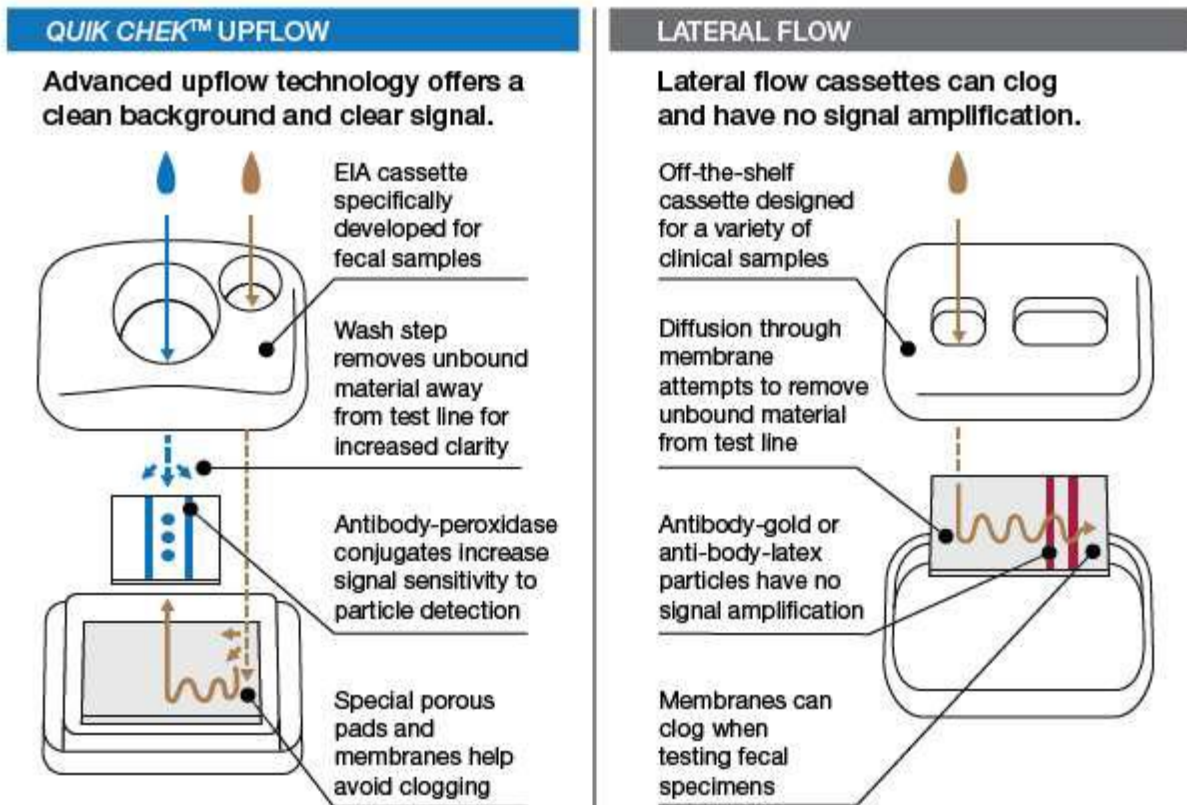 QUIK CHEK™ UPFLOW
Advanced upflow technology offers a
clean background and clear signal.
EIA cassette
specifically
developed for
fecal samples
Wash step
removes unbound
material away
from test line for
increased clarity
Antibody-peroxidase
conjugates increase
signal sensitivity to
particle detection
Special porous
pads and
membranes help
avoid clogging
LATERAL FLOW
Lateral flow cassettes can clog
and have no signal amplification.
Off-the-shelf
cassette designed
for a variety of
clinical samples
Diffusion through
membrane
attempts to remove
unbound material
from test line
Antibody-gold or
anti-body-latex
particles have no
signal amplification
Membranes can
clog when
testing fecal
specimens